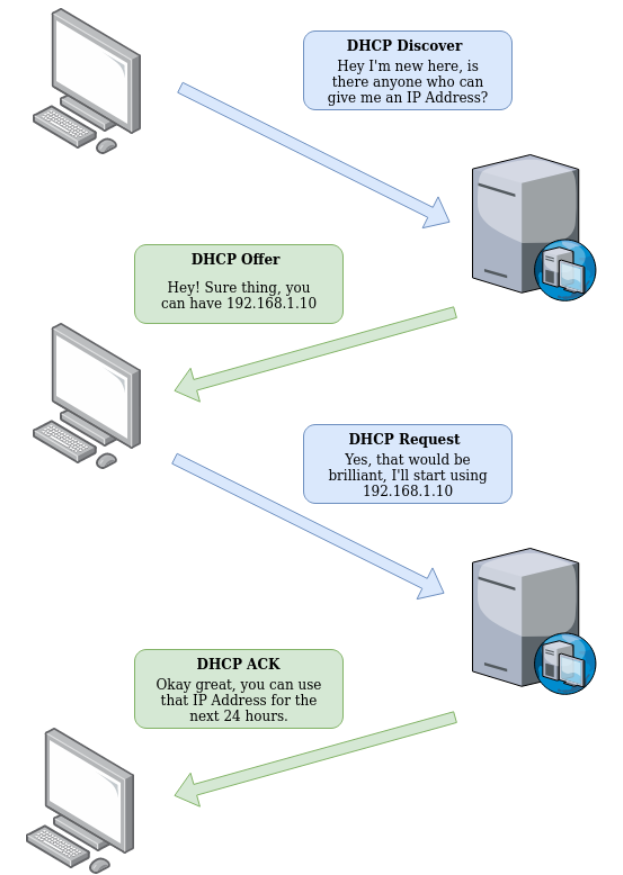 DHCP Discover
Hey I'm new here, is
there anyone who can
give me an IP Address?
DHCP Offer
Hey! Sure thing, you
can have 192.168.1.10
DHCP Request
Yes, that would be
brilliant, I'll start using
192.168.1.10
DHCP ACK
Okay great, you can use
that IP Address for the
next 24 hours.